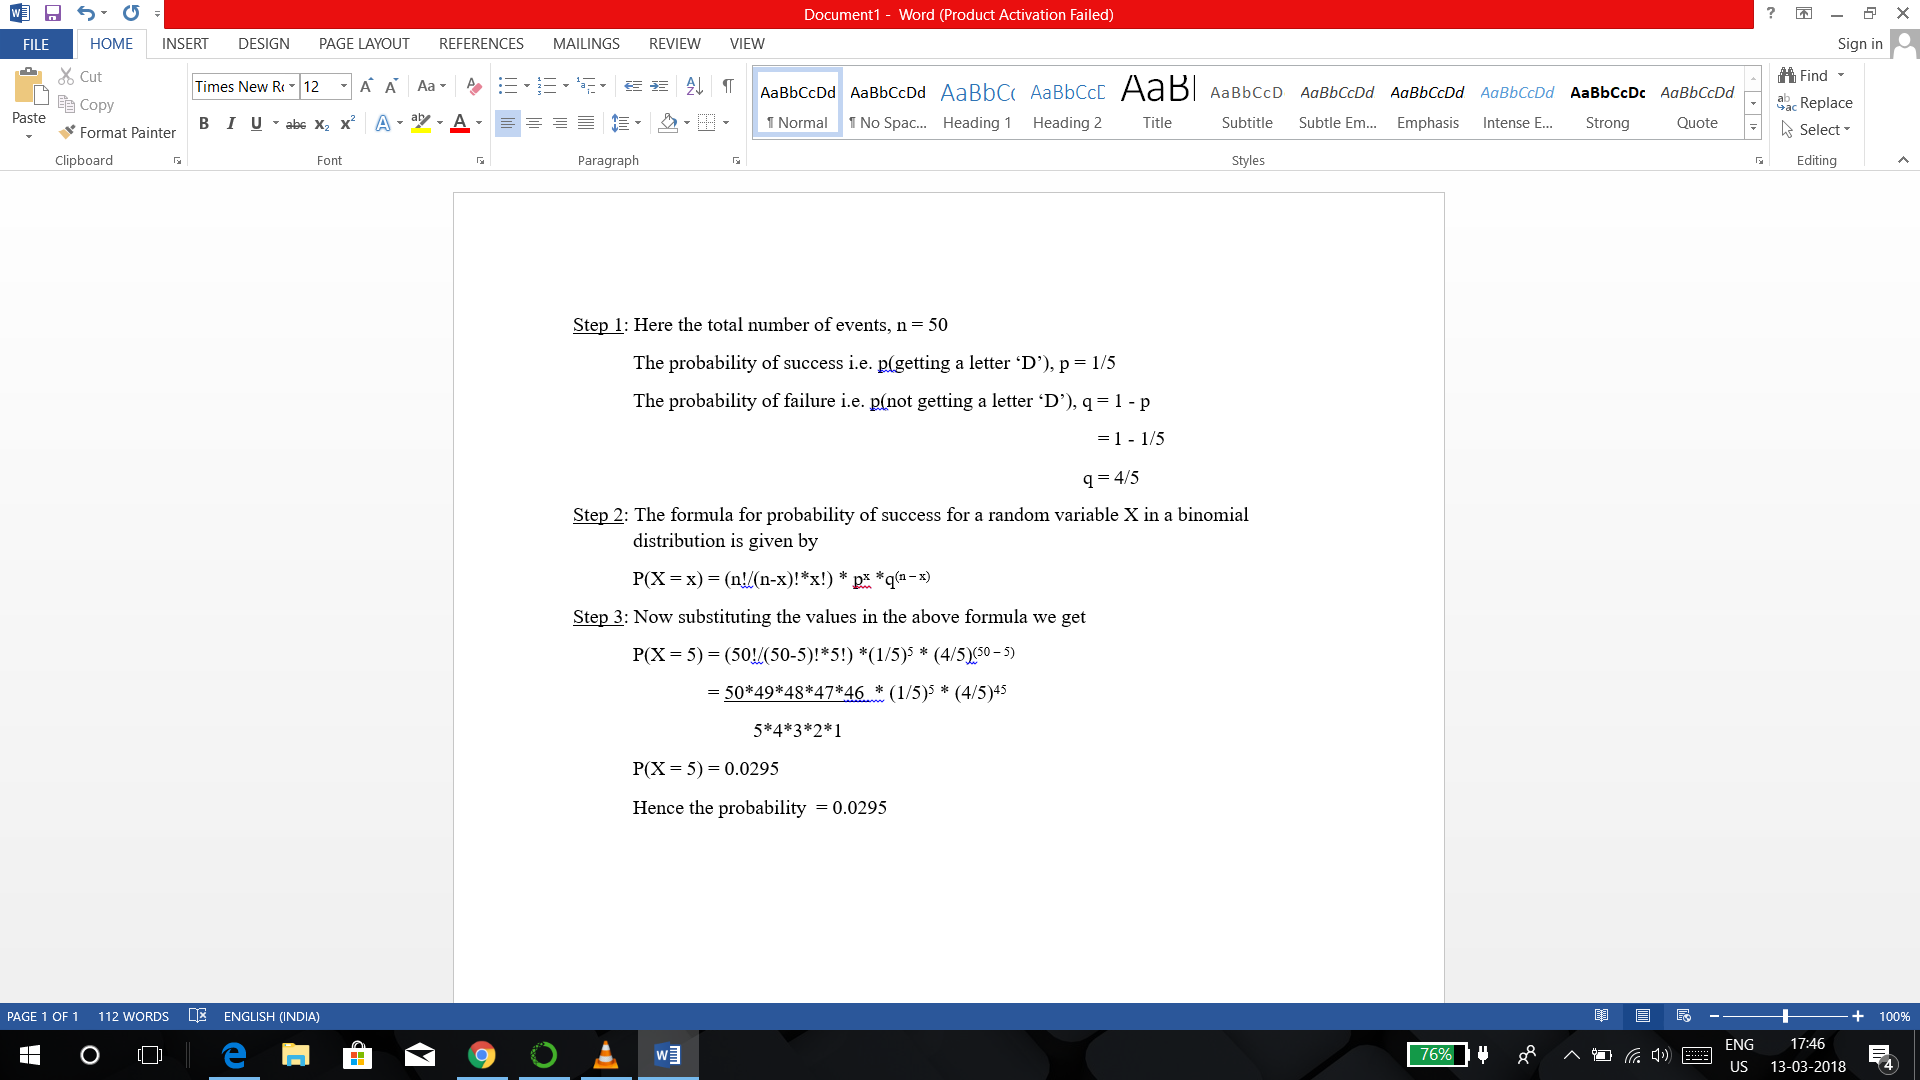 Document1 - Word (Product Activation Failed)
FILE HOME INSERT DESIGN PAGE LAYOUT REFERENCES MAILINGS REVIEW VIEW Sign in
Paste
Cut
Copy
Format Painter
Clipboard
Times New Ro 12
Font
Paragraph
AaBbCcDd AaBbCcDd AaBbCc AaBbCcD AaBl AaBbCcD AaBbCcDd AaBbCcDd AaBbCcDd AaBbCcDc AaBbCcDd
¶ Normal ¶ No Spac... Heading 1 Heading 2 Title Subtitle Subtle Em... Emphasis Intense E... Strong Quote
Styles
Find
Replace
Select
Editing
Step 1: Here the total number of events, n = 50
The probability of success i.e. p(getting a letter ‘D’), p = 1/5
The probability of failure i.e. p(not getting a letter ‘D’), q = 1 - p
= 1 - 1/5
q = 4/5
Step 2: The formula for probability of success for a random variable X in a binomial
distribution is given by
P(X = x) = (n!/(n-x)!*x!) * pˣ *q⁽ⁿ ⁻ ˣ⁾
Step 3: Now substituting the values in the above formula we get
P(X = 5) = (50!/(50-5)!*5!) *(1/5)⁵ * (4/5)⁽⁵⁰ ⁻ ⁵⁾
= 50*49*48*47*46 * (1/5)⁵ * (4/5)⁴⁵
5*4*3*2*1
P(X = 5) = 0.0295
Hence the probability = 0.0295
PAGE 1 OF 1 112 WORDS ENGLISH (INDIA) 100%
76%
ENG
US
17:46
13-03-2018
4